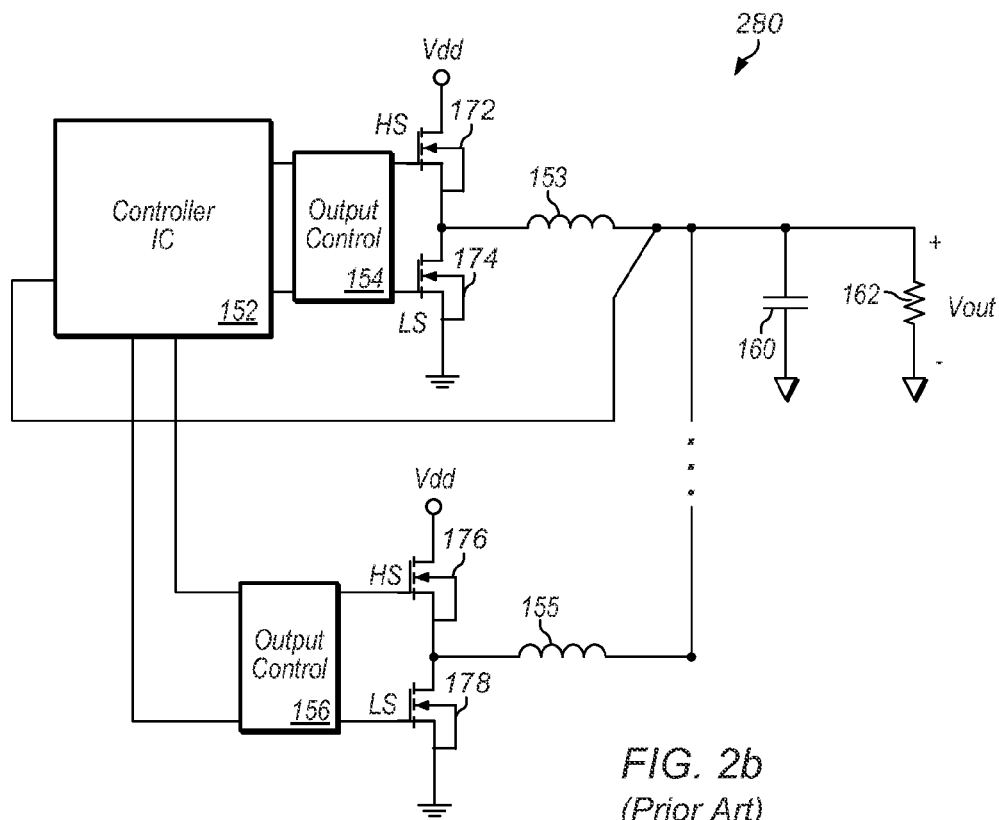 280
Vdd
172
HS
Controller
IC
152
Output
Control
154
153
174
LS
160
162
+
Vout
-
Vdd
176
HS
155
Output
Control
156
178
LS
FIG. 2b
(Prior Art)